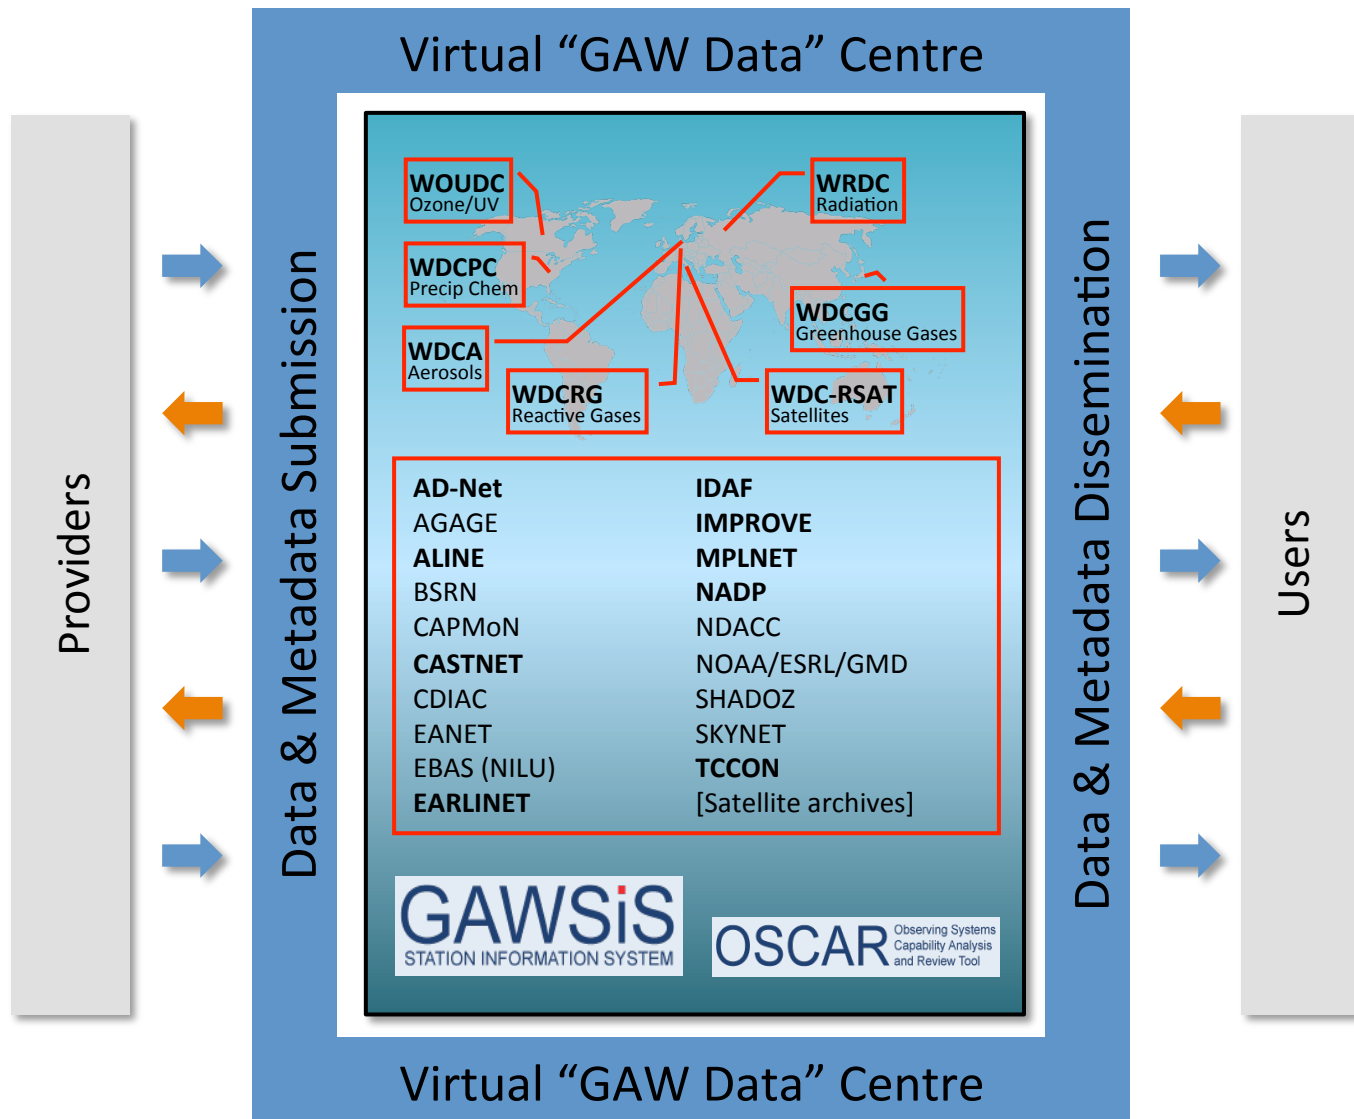 Virtual “GAW Data” Centre
Providers
Data & Metadata Submission
WOUDC
Ozone/UV
WRDC
Radiation
WDCPC
Precip Chem
WDCGG
Greenhouse Gases
WDCA
Aerosols
WDCRG
Reactive Gases
WDC-RSAT
Satellites
AD-Net
AGAGE
ALINE
BSRN
CAPMoN
CASTNET
CDIAC
EANET
EBAS (NILU)
EARLINET
IDAF
IMPROVE
MPLNET
NADP
NDACC
NOAA/ESRL/GMD
SHADOZ
SKYNET
TCCON
[Satellite archives]
GAWSiS
STATION INFORMATION SYSTEM
OSCAR
Observing Systems
Capability Analysis
and Review Tool
Data & Metadata Dissemination
Users
Virtual “GAW Data” Centre